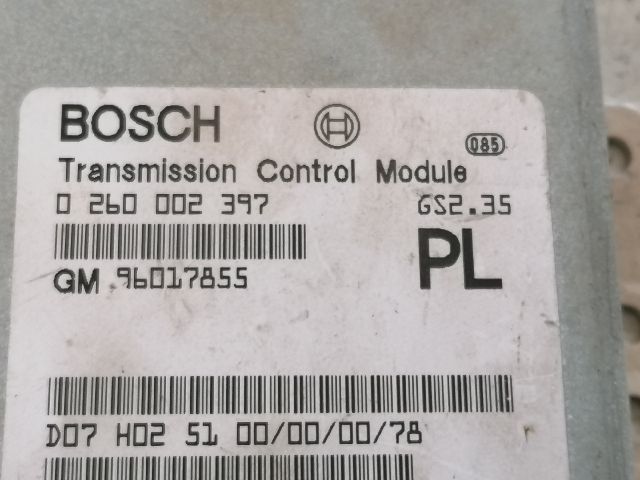 BOSCH
085
Transmission Control Module
0 260 002 397 GS2.35
GM 96017855 PL
D07 H02 51 00/00/00/78